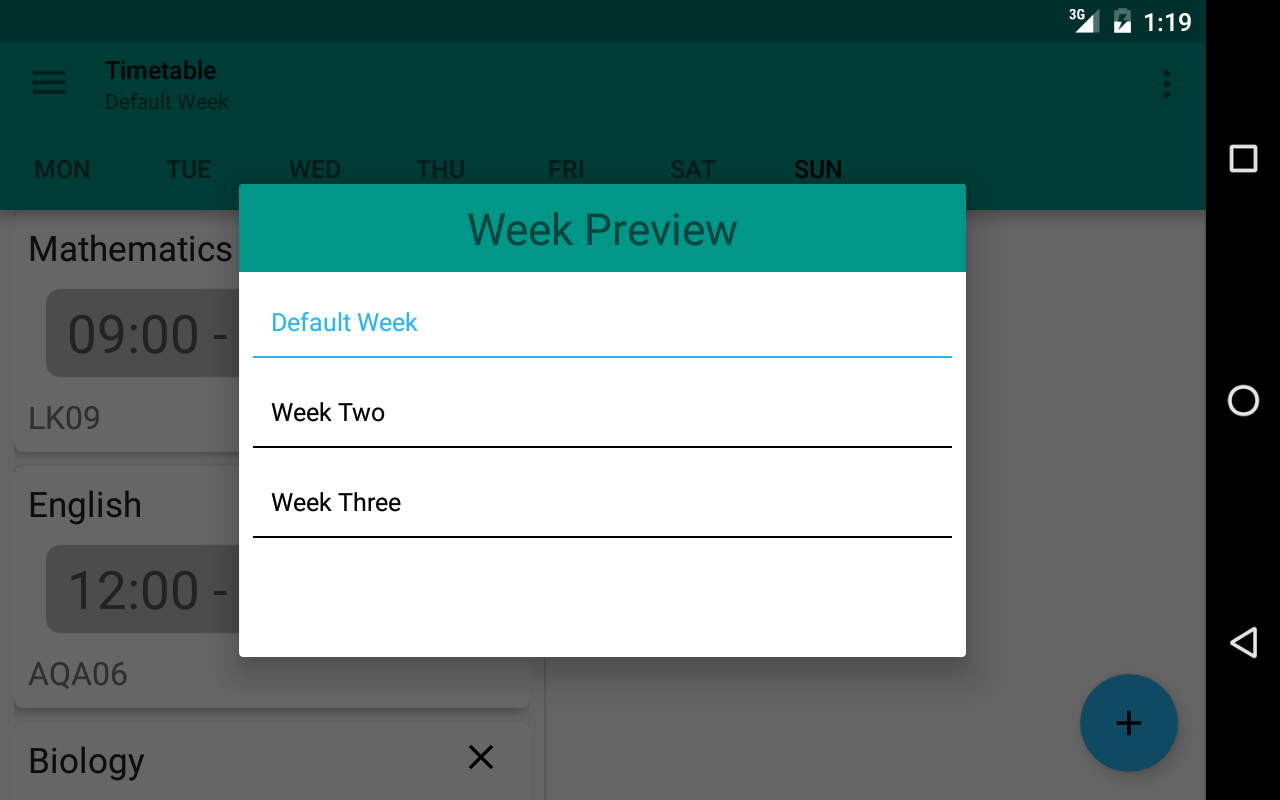 3G 1:19
Timetable
Default Week
MON TUE WED THU FRI SAT SUN
Week Preview
Default Week
Week Two
Week Three
Mathematics
09:00 -
LK09
English
12:00 -
AQA06
Biology